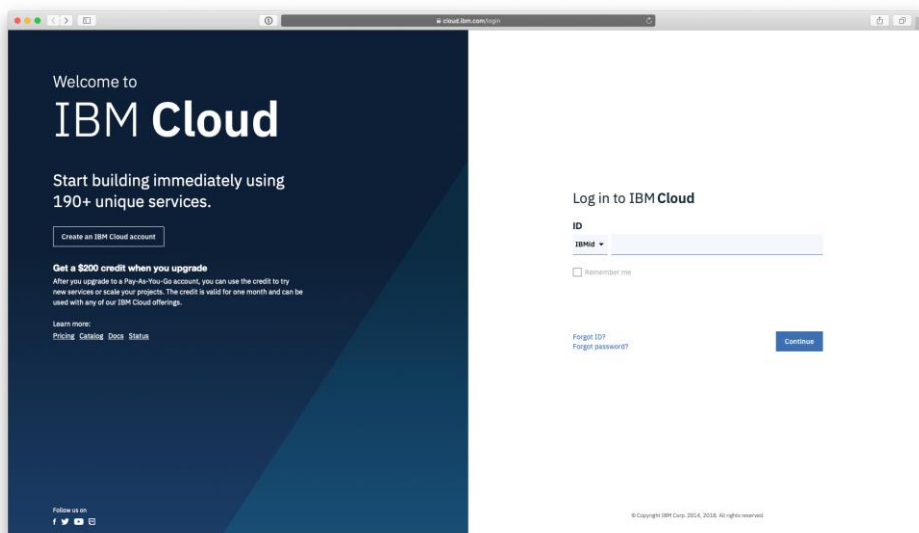 cloud.ibm.com/login
Welcome to
IBM Cloud
Start building immediately using
190+ unique services.
Create an IBM Cloud account
Get a $200 credit when you upgrade
After you upgrade to a Pay-As-You-Go account, you can use the credit to try
new services or scale your projects. The credit is valid for one month and can be
used with any of our IBM Cloud offerings.
Learn more:
Pricing Catalog Docs Status
Follow us on
Log in to IBM Cloud
ID
IBMid
Remember me
Forgot ID?
Forgot password?
Continue
© Copyright IBM Corp. 2014, 2018. All rights reserved.